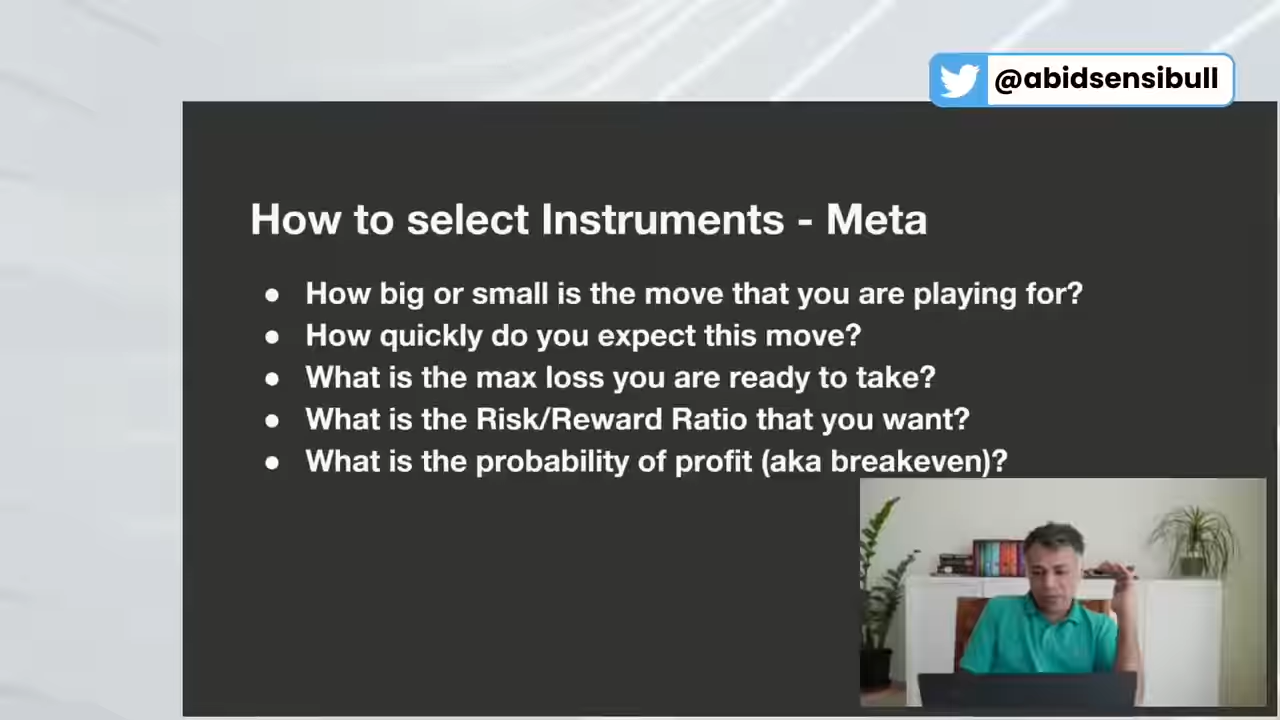 @abidsensibull
How to select Instruments - Meta
● How big or small is the move that you are playing for?
● How quickly do you expect this move?
● What is the max loss you are ready to take?
● What is the Risk/Reward Ratio that you want?
● What is the probability of profit (aka breakeven)?